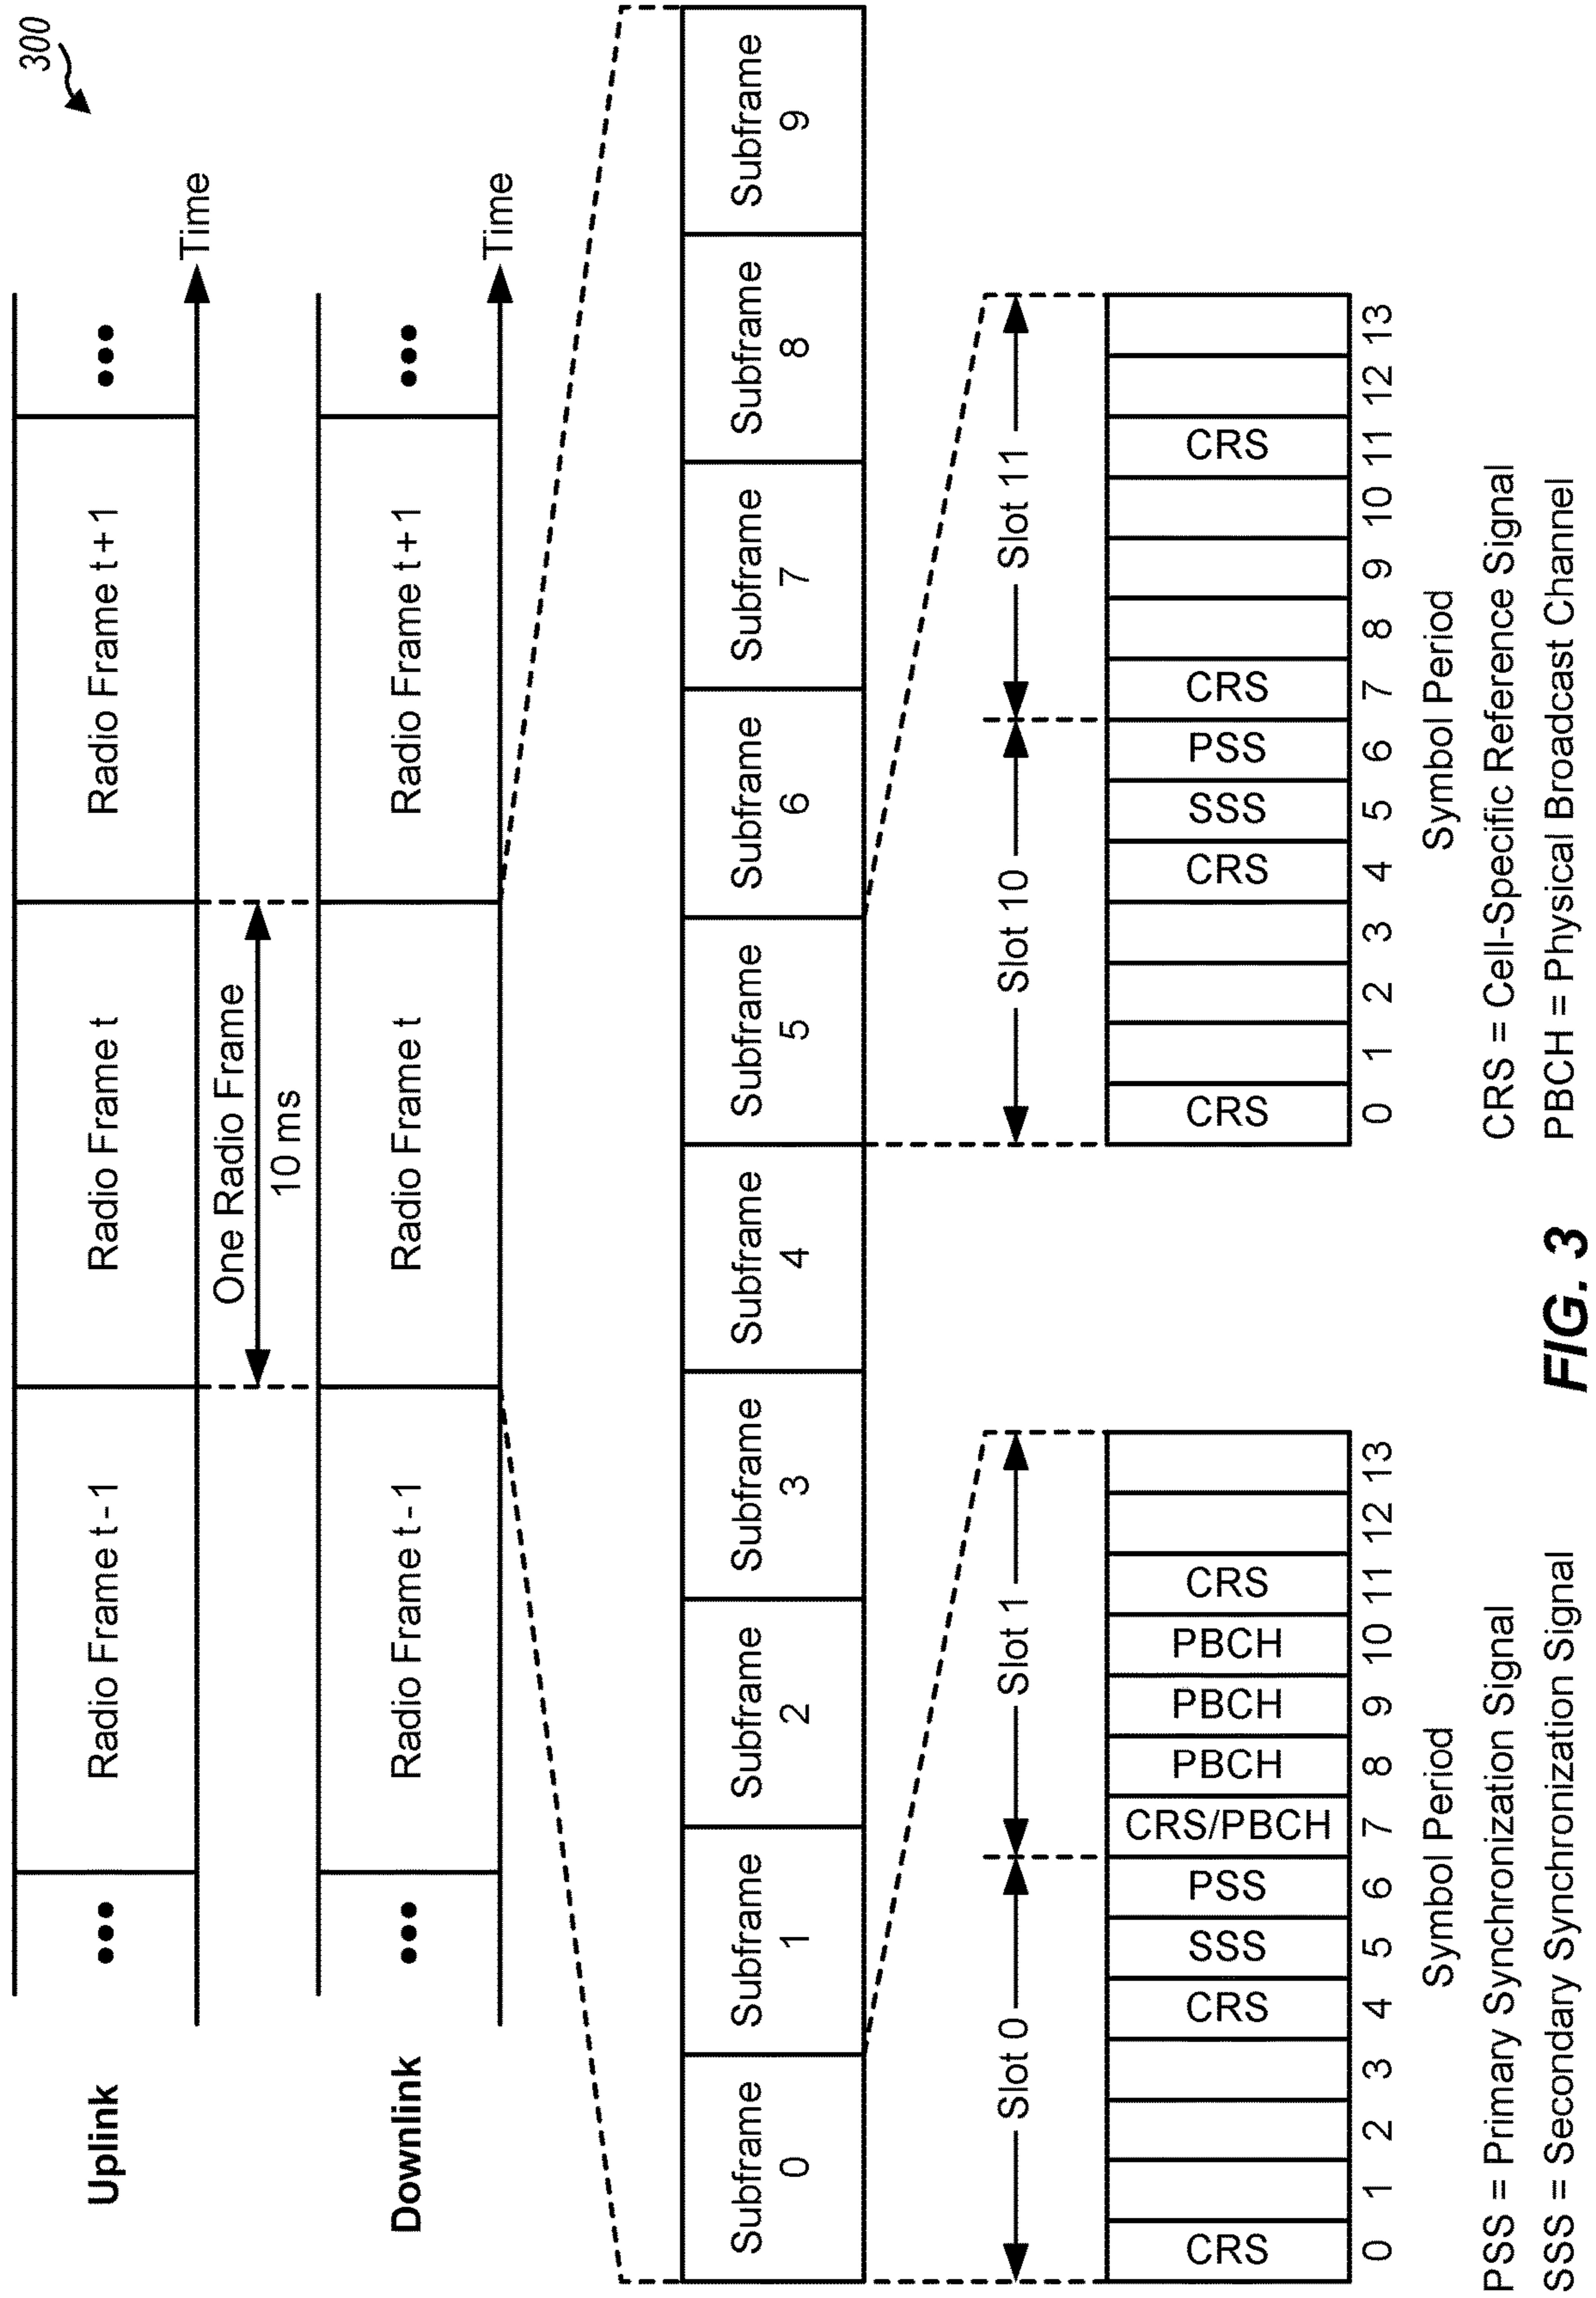 300
Uplink
••• Radio Frame t - 1 Radio Frame t Radio Frame t + 1 •••
Time
One Radio Frame
10 ms
Downlink
••• Radio Frame t - 1 Radio Frame t Radio Frame t + 1 •••
Time
Subframe Subframe Subframe Subframe Subframe Subframe Subframe Subframe Subframe Subframe
0 1 2 3 4 5 6 7 8 9
Slot 0 Slot 1 Slot 10 Slot 11
CRS CRS SSS PSS CRS/PBCH PBCH PBCH PBCH CRS
0 1 2 3 4 5 6 7 8 9 10 11 12 13
Symbol Period
CRS CRS SSS PSS CRS CRS
0 1 2 3 4 5 6 7 8 9 10 11 12 13
Symbol Period
PSS = Primary Synchronization Signal
SSS = Secondary Synchronization Signal
CRS = Cell-Specific Reference Signal
PBCH = Physical Broadcast Channel
FIG. 3